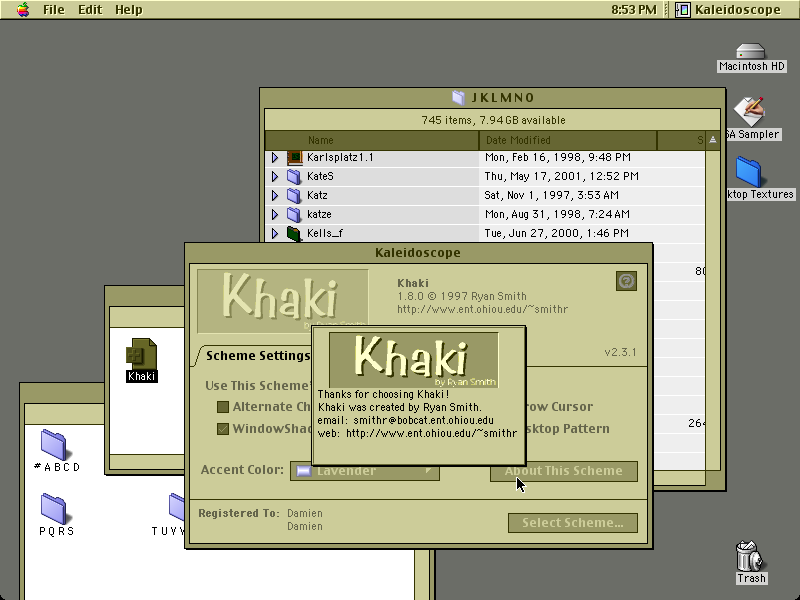 File Edit Help
8:53 PM
Kaleidoscope
Macintosh HD
SA Sampler
ktop Textures
JKLMNO
745 items, 7.94 GB available
Name Date Modified S
Karlsplatz1.1 Mon, Feb 16, 1998, 9:48 PM
KateS Thu, May 17, 2001, 12:52 PM
Katz Sat, Nov 1, 1997, 3:53 AM
katze Mon, Aug 31, 1998, 7:24 AM
Kells_f Tue, Jun 27, 2000, 1:46 PM
80
264
Kaleidoscope
Khaki
by Ryan Smith
Khaki
1.8.0 © 1997 Ryan Smith
http://www.ent.ohiou.edu/~smithr
?
v2.3.1
Scheme Settings
Use This Scheme'
Alternate Ch
WindowShad
row Cursor
sktop Pattern
Accent Color:
Lavender
About This Scheme
Registered To: Damien
Damien
Select Scheme...
Khaki
by Ryan Smith
Thanks for choosing Khaki!
Khaki was created by Ryan Smith.
email: smithr@bobcat.ent.ohiou.edu
web: http://www.ent.ohiou.edu/~smithr
Khaki
#ABCD
PQRS
TUVW
Trash